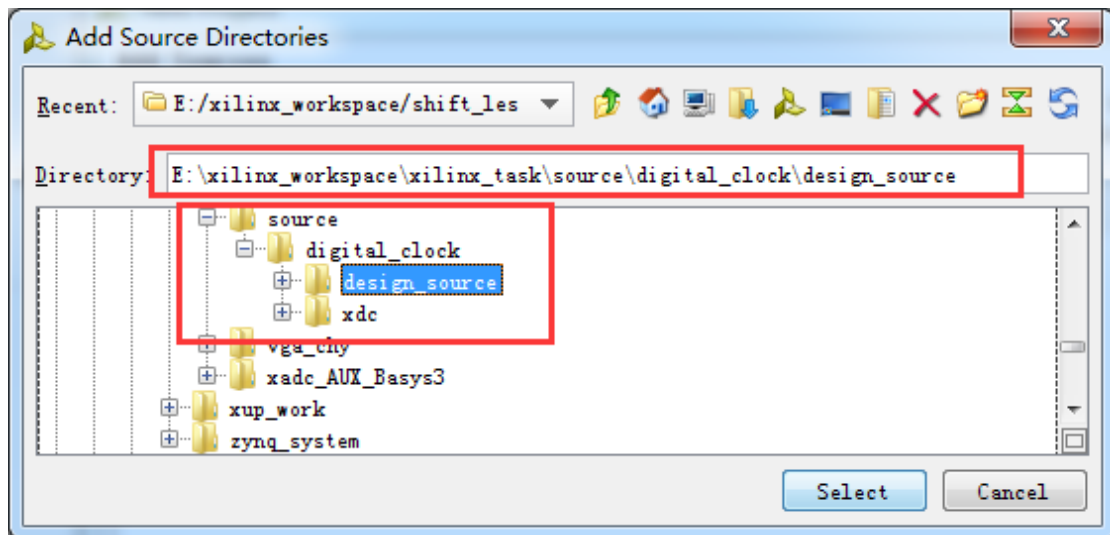 Add Source Directories
Recent: E:/xilinx_workspace/shift_les
Directory: E:\xilinx_workspace\xilinx_task\source\digital_clock\design_source
source
digital_clock
design_source
xdc
vga_chy
xadc_AUX_Basys3
xup_work
zynq_system
Select Cancel